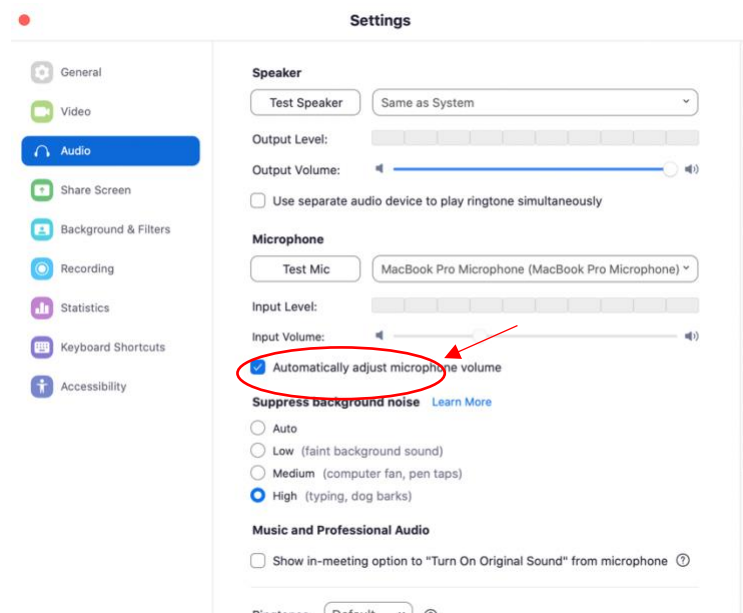 Settings
General
Video
Audio
Share Screen
Background & Filters
Recording
Statistics
Keyboard Shortcuts
Accessibility
Speaker
Test Speaker
Same as System
Output Level:
Output Volume:
Use separate audio device to play ringtone simultaneously
Microphone
Test Mic
MacBook Pro Microphone (MacBook Pro Microphone)
Input Level:
Input Volume:
Automatically adjust microphone volume
Suppress background noise Learn More
Auto
Low (faint background sound)
Medium (computer fan, pen taps)
High (typing, dog barks)
Music and Professional Audio
Show in-meeting option to "Turn On Original Sound" from microphone